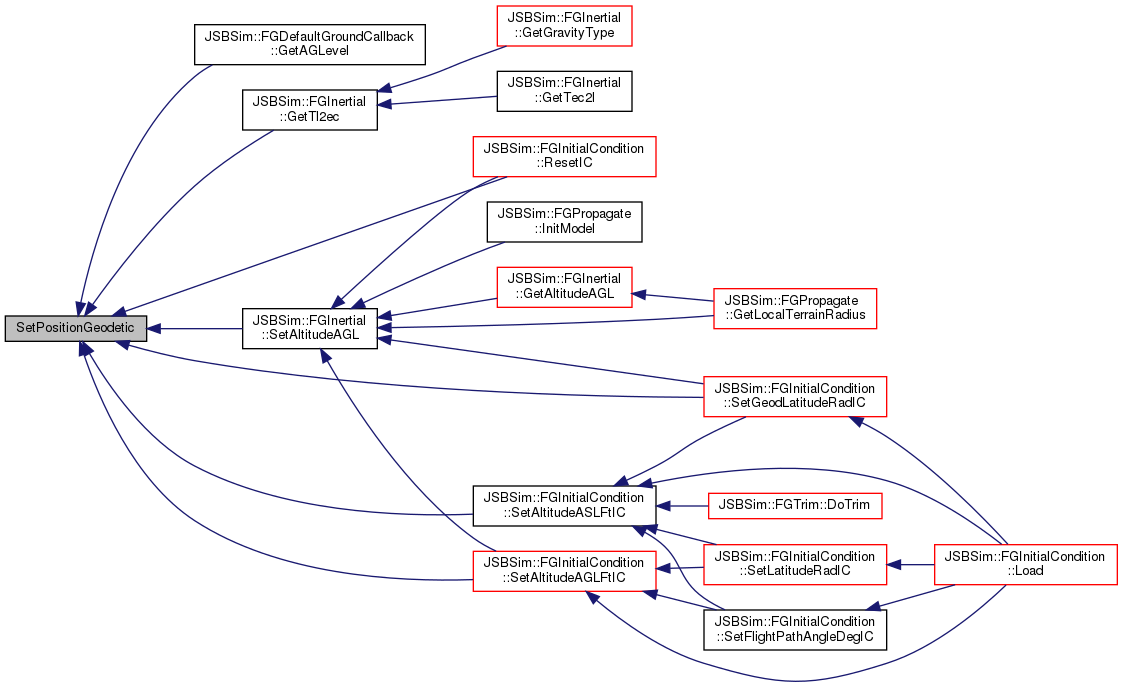 JSBSim::FGDefaultGroundCallback
::GetAGLevel
JSBSim::FGInertial
::GetGravityType
JSBSim::FGInertial
::GetTec2l
JSBSim::FGInertial
::GetTl2ec
JSBSim::FGInitialCondition
::ResetIC
JSBSim::FGPropagate
::InitModel
JSBSim::FGInertial
::GetAltitudeAGL
JSBSim::FGPropagate
::GetLocalTerrainRadius
SetPositionGeodetic
JSBSim::FGInertial
::SetAltitudeAGL
JSBSim::FGInitialCondition
::SetGeodLatitudeRadIC
JSBSim::FGInitialCondition
::SetAltitudeASLFtIC
JSBSim::FGTrim::DoTrim
JSBSim::FGInitialCondition
::SetAltitudeAGLFtIC
JSBSim::FGInitialCondition
::SetLatitudeRadIC
JSBSim::FGInitialCondition
::Load
JSBSim::FGInitialCondition
::SetFlightPathAngleDegIC